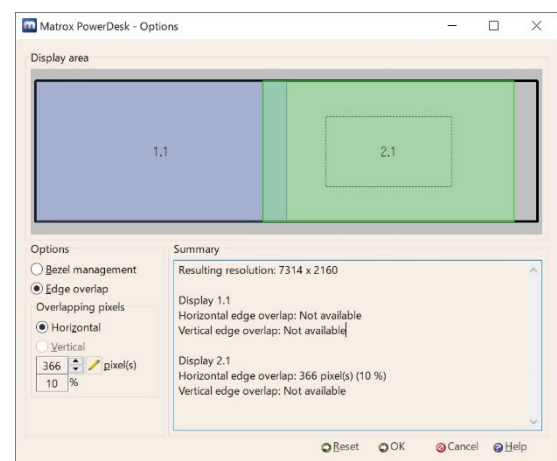 Matrox PowerDesk - Options
Display area
1.1
2.1
Options
Bezel management
Edge overlap
Overlapping pixels
Horizontal
Vertical
366 pixel(s)
10 %
Summary
Resulting resolution: 7314 x 2160
Display 1.1
Horizontal edge overlap: Not available
Vertical edge overlap: Not available
Display 2.1
Horizontal edge overlap: 366 pixel(s) (10 %)
Vertical edge overlap: Not available
Reset OK Cancel Help